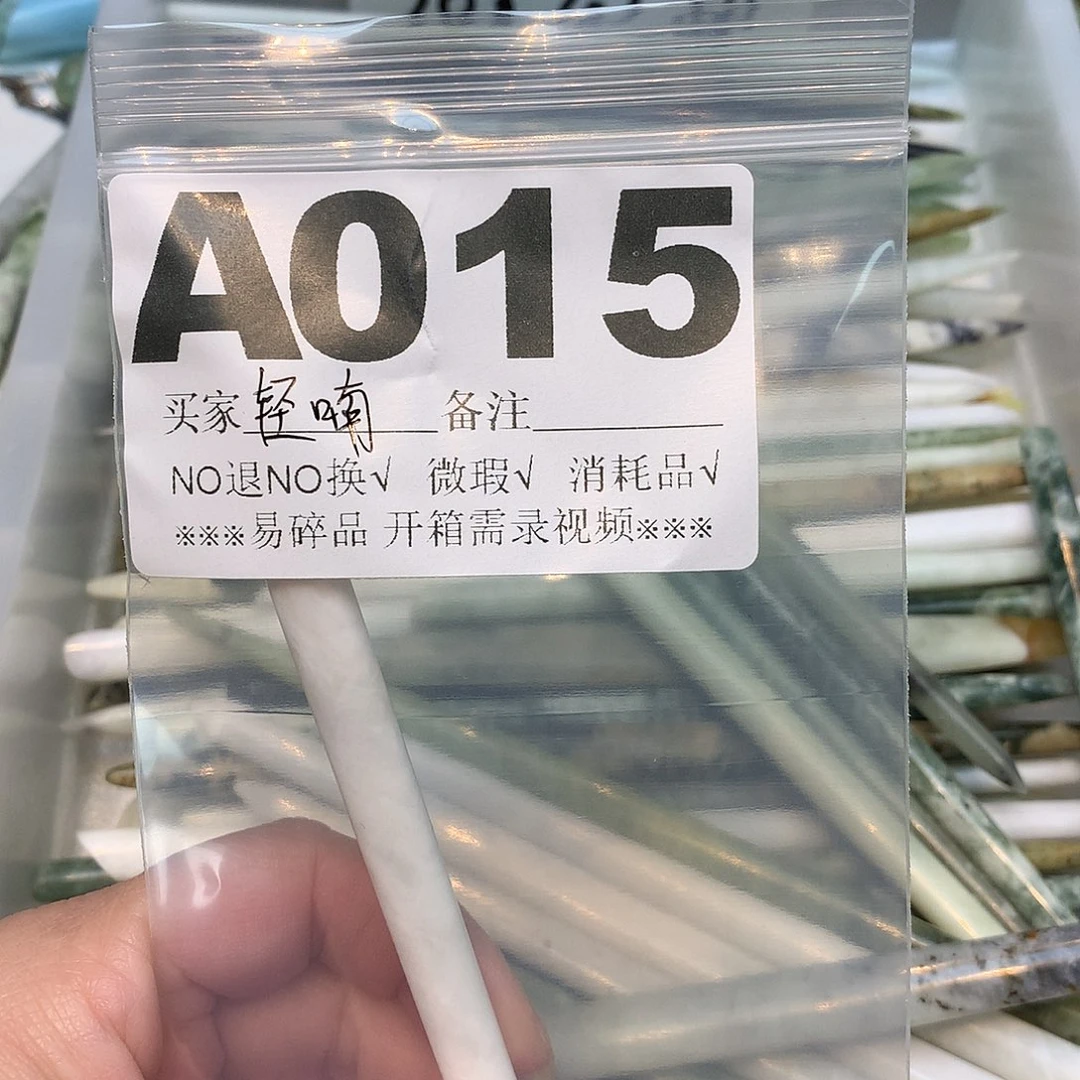 A015
买家 轻喃 备注
NO退NO换√ 微瑕√ 消耗品√
※※※易碎品 开箱需录视频※※※